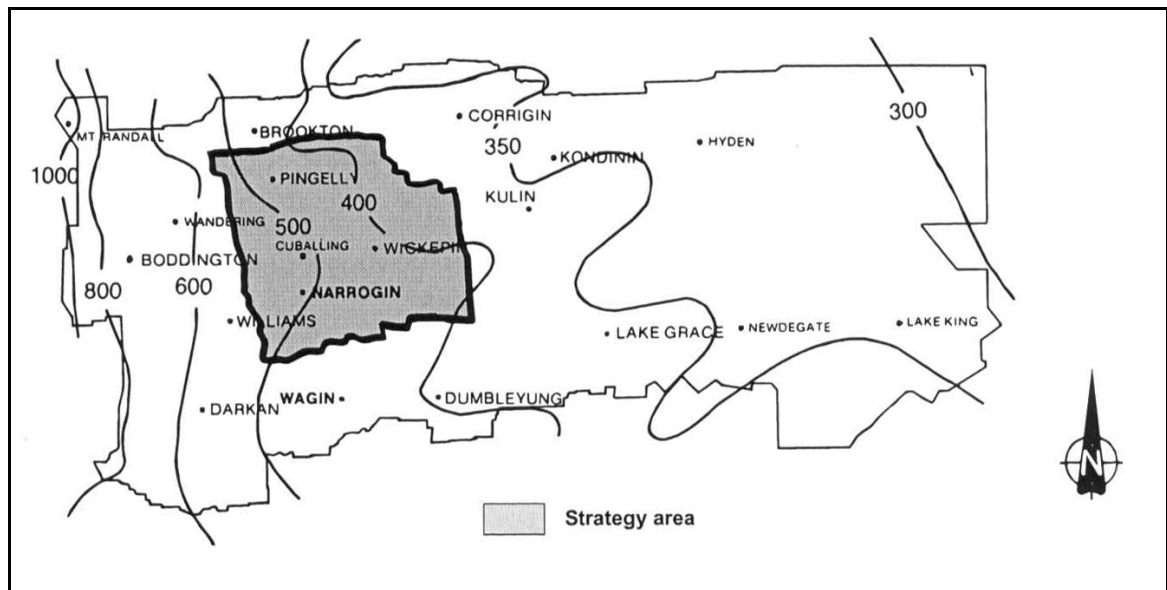 CORRIGIN
300
BROOKTON
MT RANDALL
350
HYDEN
KONDININ
1000
PINGELLY
KULIN
400
WANDERING
500
CUBALLING
WICKEPIN
BODDINGTON
800
600
NARROGIN
WILLIAMS
LAKE GRACE
NEWDEGATE
LAKE KING
WAGIN
DUMBLEYUNG
DARKAN
N
Strategy area